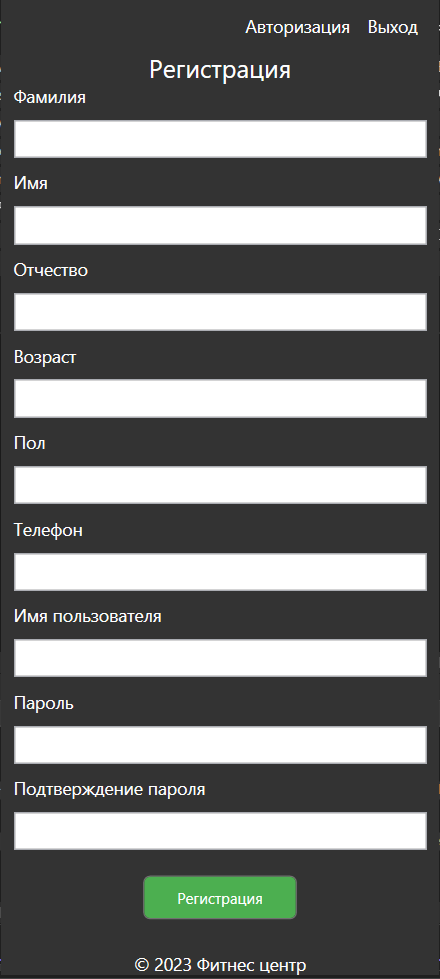 Авторизация Выход
Регистрация
Фамилия
Имя
Отчество
Возраст
Пол
Телефон
Имя пользователя
Пароль
Подтверждение пароля
Регистрация
© 2023 Фитнес центр